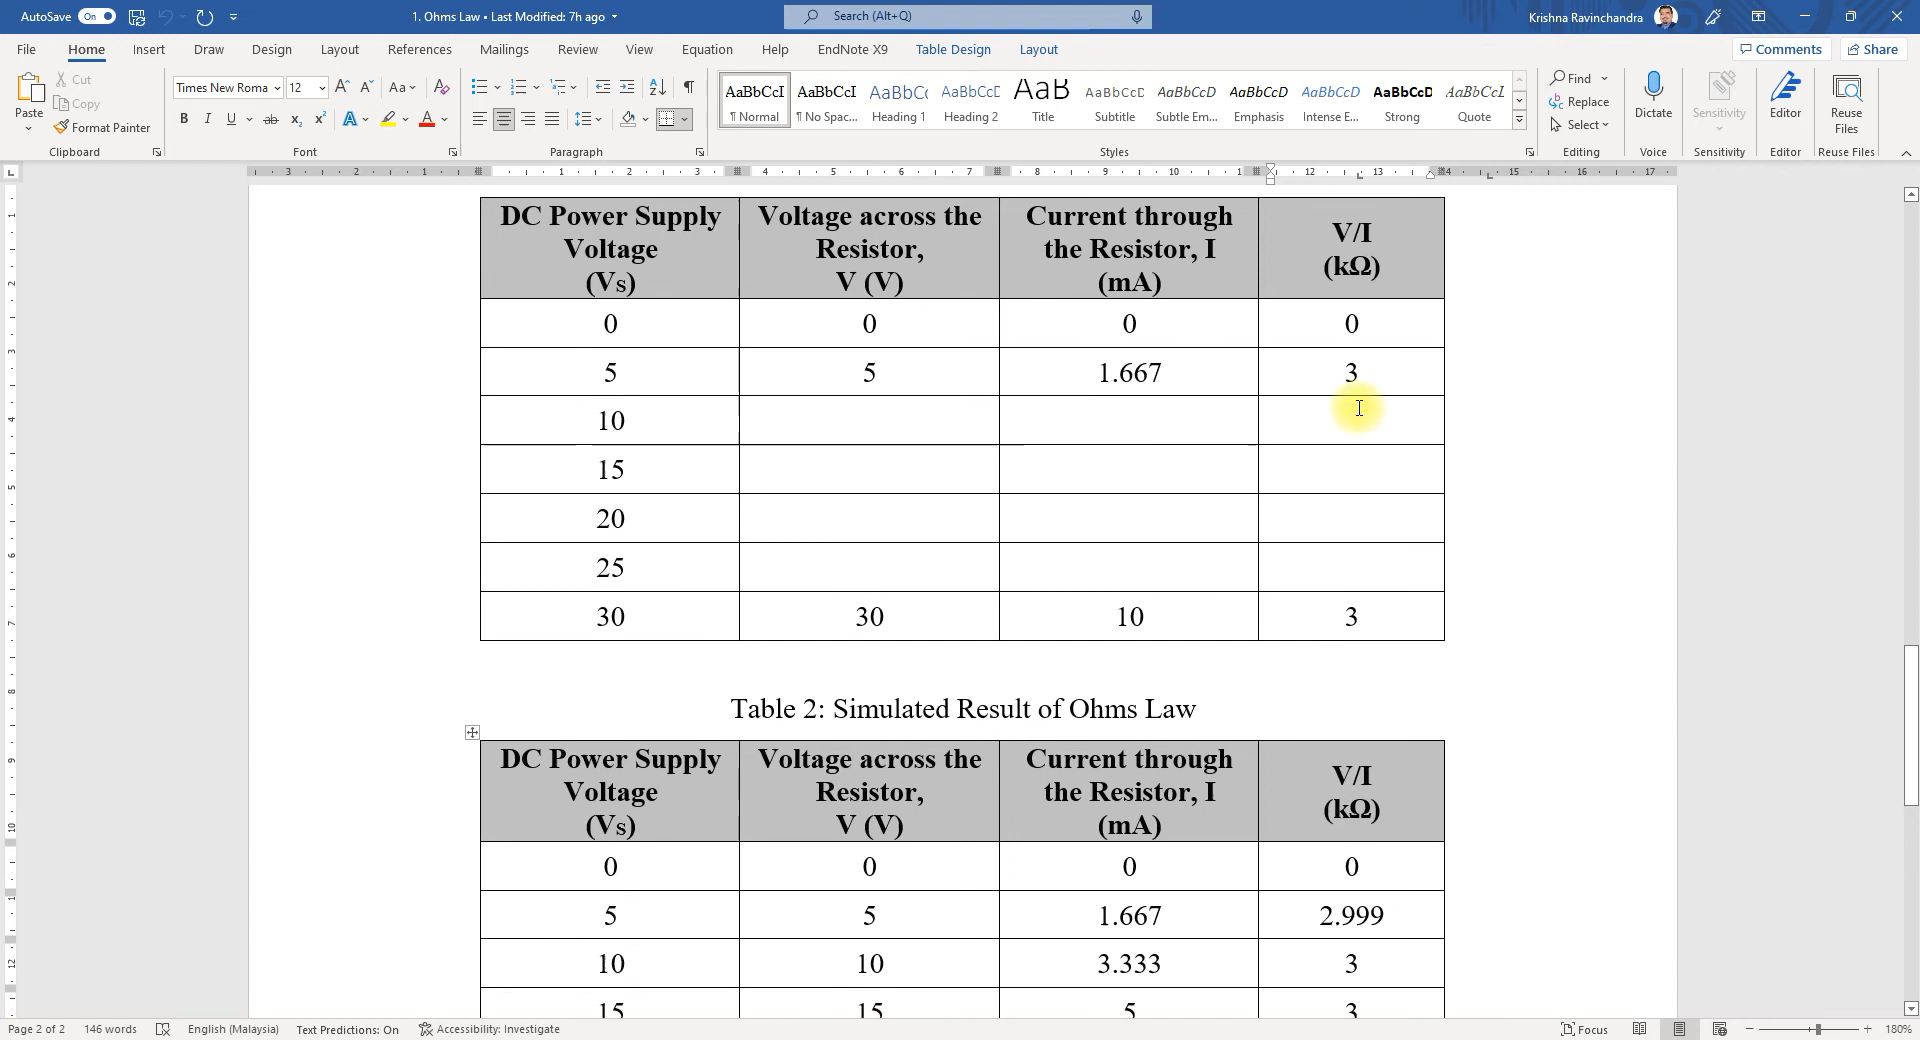 AutoSave On 1. Ohms Law • Last Modified: 7h ago Search (Alt+Q) Krishna Ravinchandra
File Home Insert Draw Design Layout References Mailings Review View Equation Help EndNote X9 Table Design Layout Comments Share
Paste Cut Copy Format Painter
Times New Roma 12
AaBbCcI AaBbCcI AaBbCc AaBbCcD AaB AaBbCcD AaBbCcD AaBbCcD AaBbCcD AaBbCcD AaBbCcL
¶ Normal ¶ No Spac... Heading 1 Heading 2 Title Subtitle Subtle Em... Emphasis Intense E... Strong Quote
Find Replace Select Dictate Sensitivity Editor Reuse Files
Clipboard Font Paragraph Styles Editing Voice Sensitivity Editor Reuse Files
DC Power Supply Voltage (Vs) Voltage across the Resistor, V (V) Current through the Resistor, I (mA) V/I (kΩ)
0 0 0 0
5 5 1.667 3
10
15
20
25
30 30 10 3
Table 2: Simulated Result of Ohms Law
DC Power Supply Voltage (Vs) Voltage across the Resistor, V (V) Current through the Resistor, I (mA) V/I (kΩ)
0 0 0 0
5 5 1.667 2.999
10 10 3.333 3
15 15 5 3
Page 2 of 2 146 words English (Malaysia) Text Predictions: On Accessibility: Investigate Focus 180%